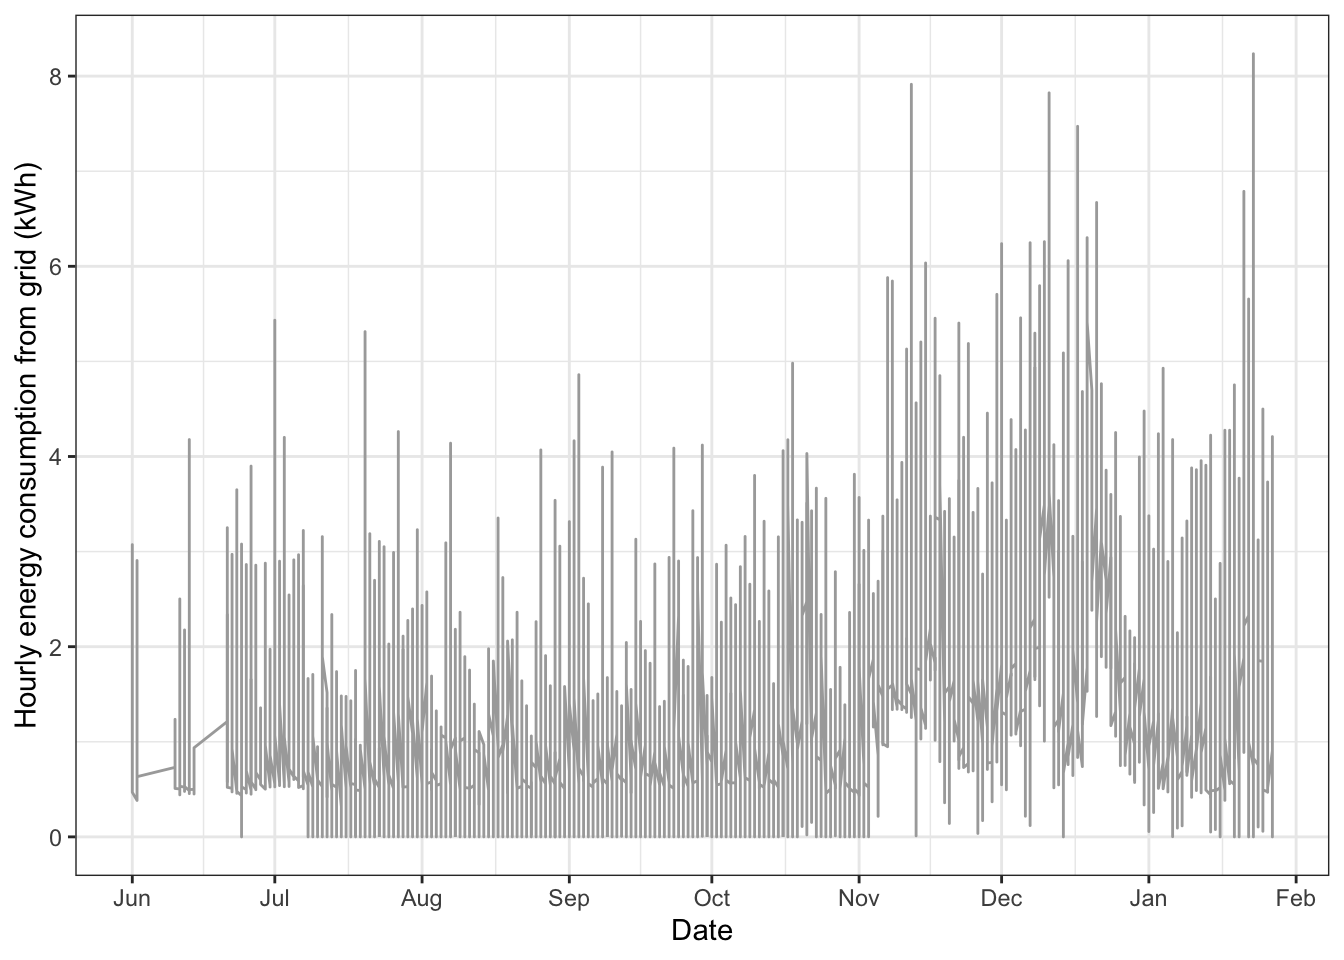 Hourly energy consumption from grid (kWh)
8
6
4
2
0
Jun Jul Aug Sep Oct Nov Dec Jan Feb
Date